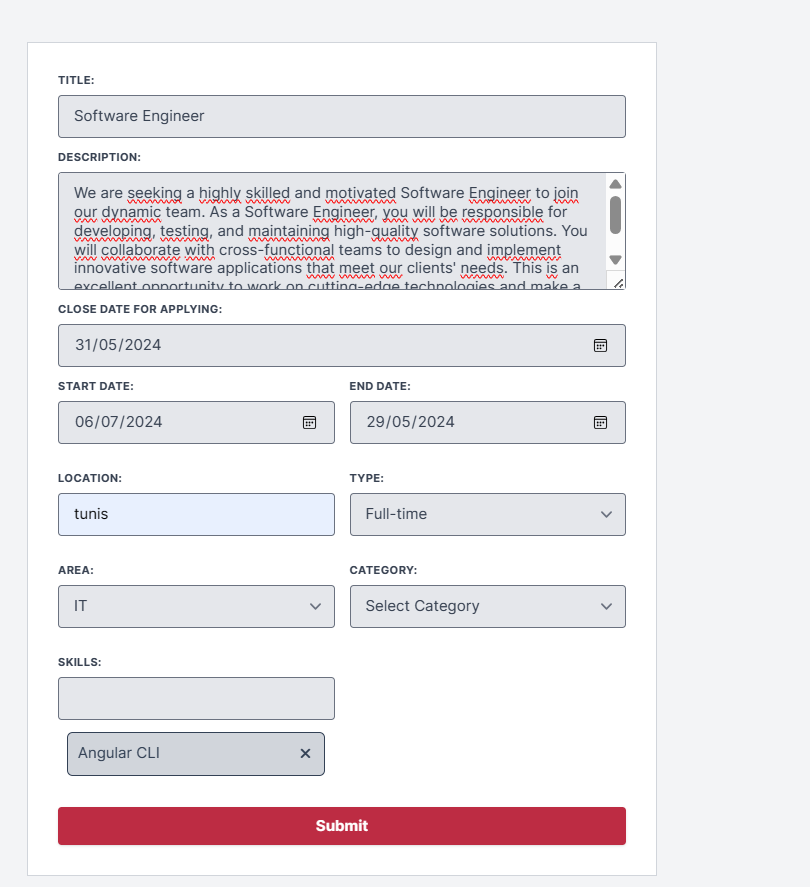 TITLE:
Software Engineer
DESCRIPTION:
We are seeking a highly skilled and motivated Software Engineer to join
our dynamic team. As a Software Engineer, you will be responsible for
developing, testing, and maintaining high-quality software solutions. You
will collaborate with cross-functional teams to design and implement
innovative software applications that meet our clients' needs. This is an
excellent opportunity to work on cutting-edge technologies and make a
CLOSE DATE FOR APPLYING:
31/05/2024
START DATE: END DATE:
06/07/2024 29/05/2024
LOCATION: TYPE:
tunis Full-time
AREA: CATEGORY:
IT Select Category
SKILLS:
Angular CLI
Submit